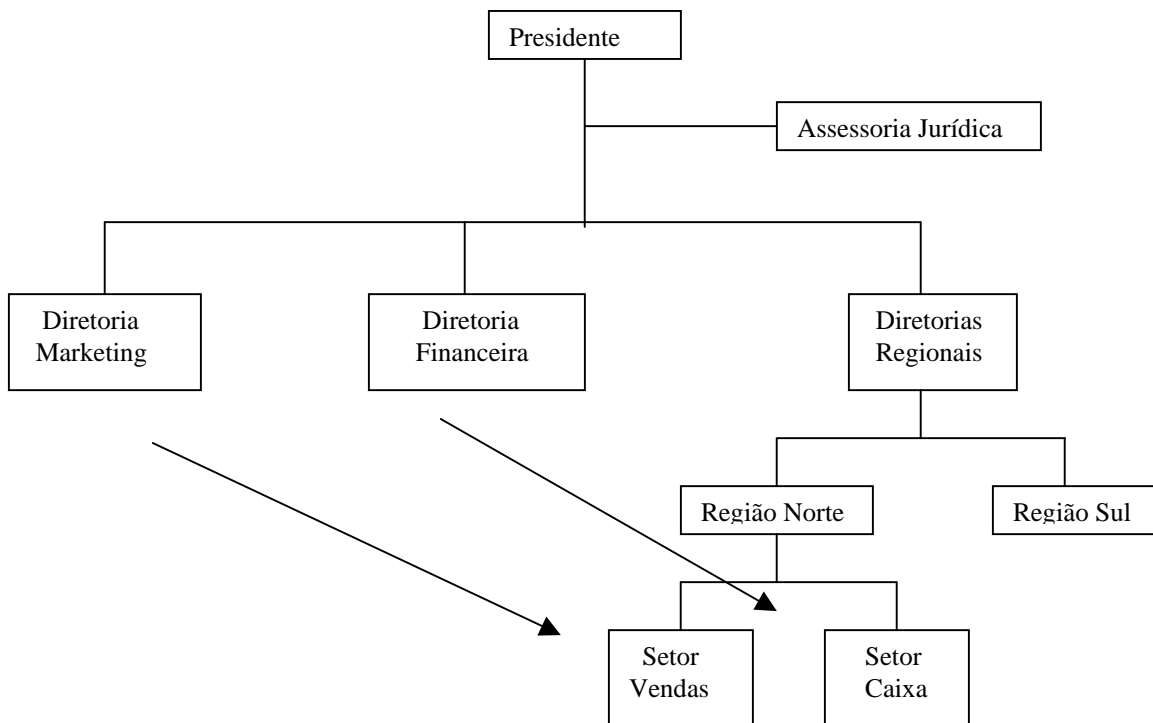 Presidente
Assessoria Jurídica
Diretoria
Marketing
Diretoria
Financeira
Diretorias
Regionais
Região Norte
Região Sul
Setor
Vendas
Setor
Caixa